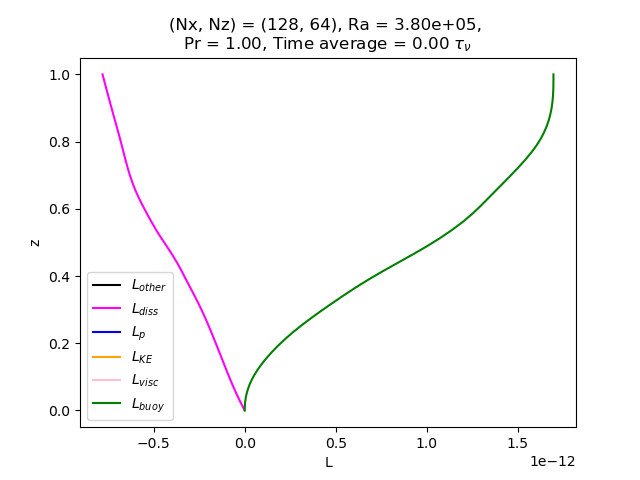 (Nx, Nz) = (128, 64), Ra = 3.80e+05,
Pr = 1.00, Time average = 0.00 τ_ν
1.0
0.8
0.6
0.4
0.2
0.0
z
L_other
L_diss
L_p
L_KE
L_visc
L_buoy
−0.5 0.0 0.5 1.0 1.5
L
1e−12